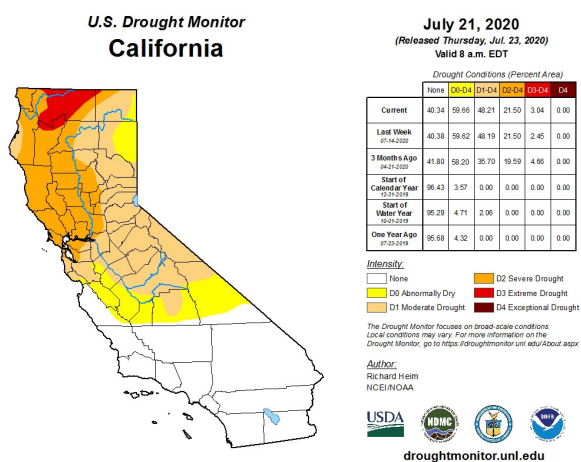 U.S. Drought Monitor
California
July 21, 2020
(Released Thursday, Jul. 23, 2020)
Valid 8 a.m. EDT
Drought Conditions (Percent Area)
None D0-D4 D1-D4 D2-D4 D3-D4 D4
Current 40.34 59.66 48.21 21.50 3.04 0.00
Last Week
07-14-2020
40.38 59.62 48.19 21.50 2.45 0.00
3 Months Ago
04-21-2020
41.80 58.20 35.70 19.59 4.66 0.00
Start of
Calendar Year
12-31-2019
96.43 3.57 0.00 0.00 0.00 0.00
Start of
Water Year
10-01-2019
95.29 4.71 2.06 0.00 0.00 0.00
One Year Ago
07-23-2019
95.68 4.32 0.00 0.00 0.00 0.00
Intensity:
None
D0 Abnormally Dry
D1 Moderate Drought
D2 Severe Drought
D3 Extreme Drought
D4 Exceptional Drought
The Drought Monitor focuses on broad-scale conditions.
Local conditions may vary. For more information on the
Drought Monitor, go to https://droughtmonitor.unl.edu/About.aspx
Author:
Richard Heim
NCEI/NOAA
USDA
NDMC
NOAA
droughtmonitor.unl.edu